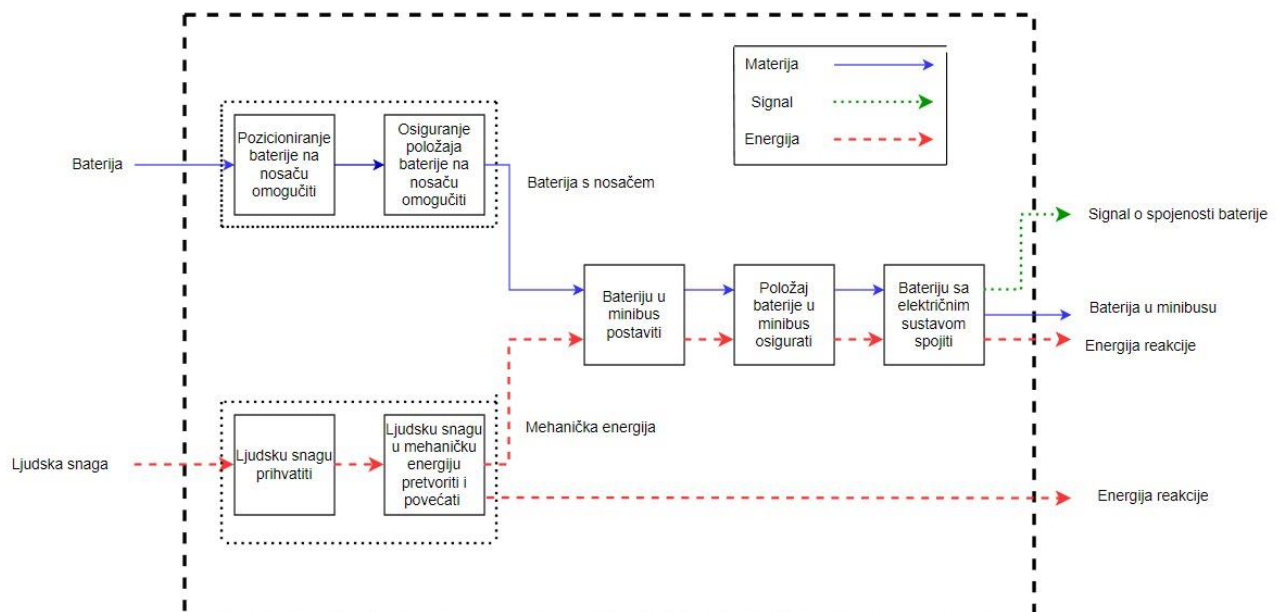 Materija
Signal
Energija
Baterija
Pozicioniranje
baterije na
nosaču
omogučiti
Osiguranje
položaja
baterije na
nosaču
omogučiti
Baterija s nosačem
Signal o spojenosti baterije
Bateriju u
minibus
postaviti
Položaj
baterije u
minibus
osigurati
Bateriju sa
električnim
sustavom
spojiti
Baterija u minibusu
Energija reakcije
Ljudska snaga
Ljudsku snagu
prihvatiti
Ljudsku snagu
u mehaničku
energiju
pretvoriti i
povećati
Mehanička energija
Energija reakcije